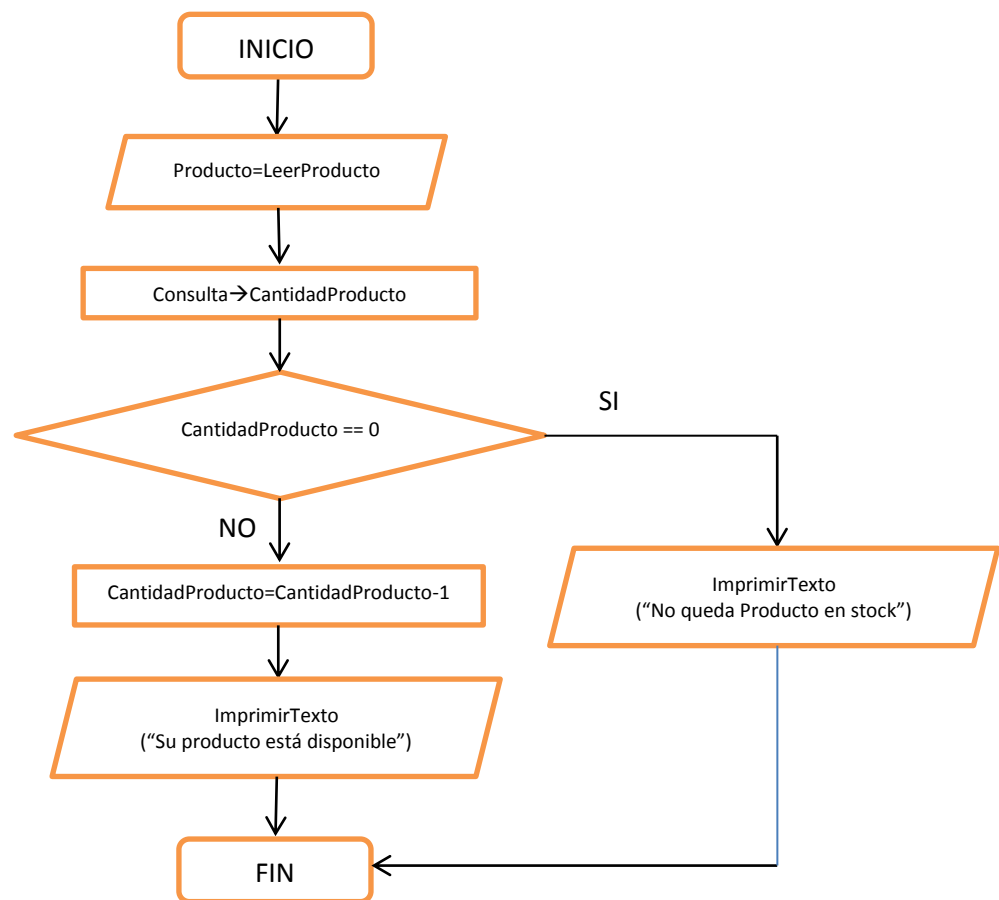 INICIO
Producto=LeerProducto
Consulta→CantidadProducto
CantidadProducto == 0
SI
NO
CantidadProducto=CantidadProducto-1
ImprimirTexto
(“No queda Producto en stock”)
ImprimirTexto
(“Su producto está disponible”)
FIN